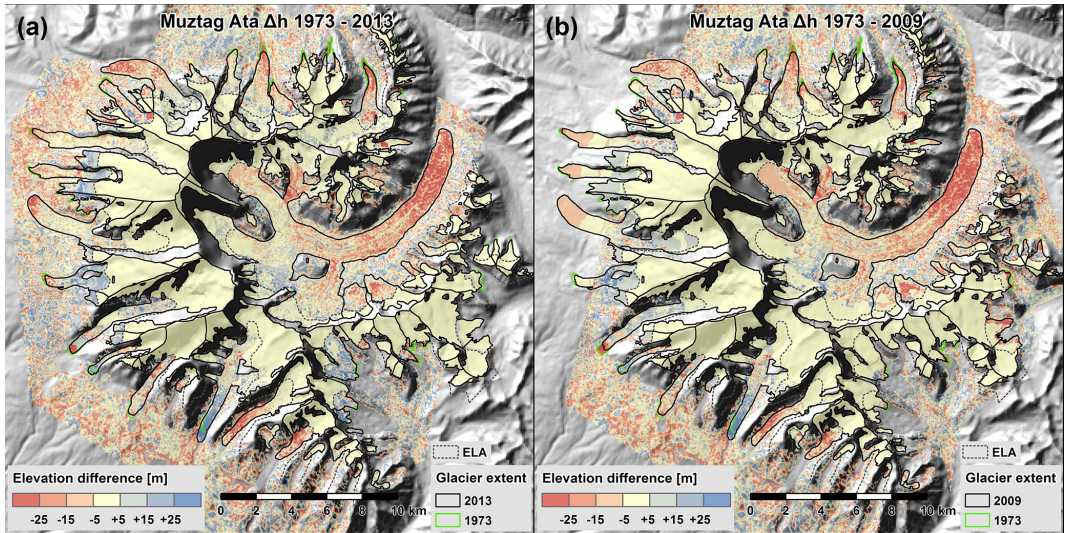 (a)
Muztag Ata Δh 1973 - 2013
Elevation difference [m]
-25 -15 -5 +5 +15 +25
0 2 4 6 8 10 km
ELA
Glacier extent
2013
1973
(b)
Muztag Ata Δh 1973 - 2009
Elevation difference [m]
-25 -15 -5 +5 +15 +25
0 2 4 6 8 10 km
ELA
Glacier extent
2009
1973